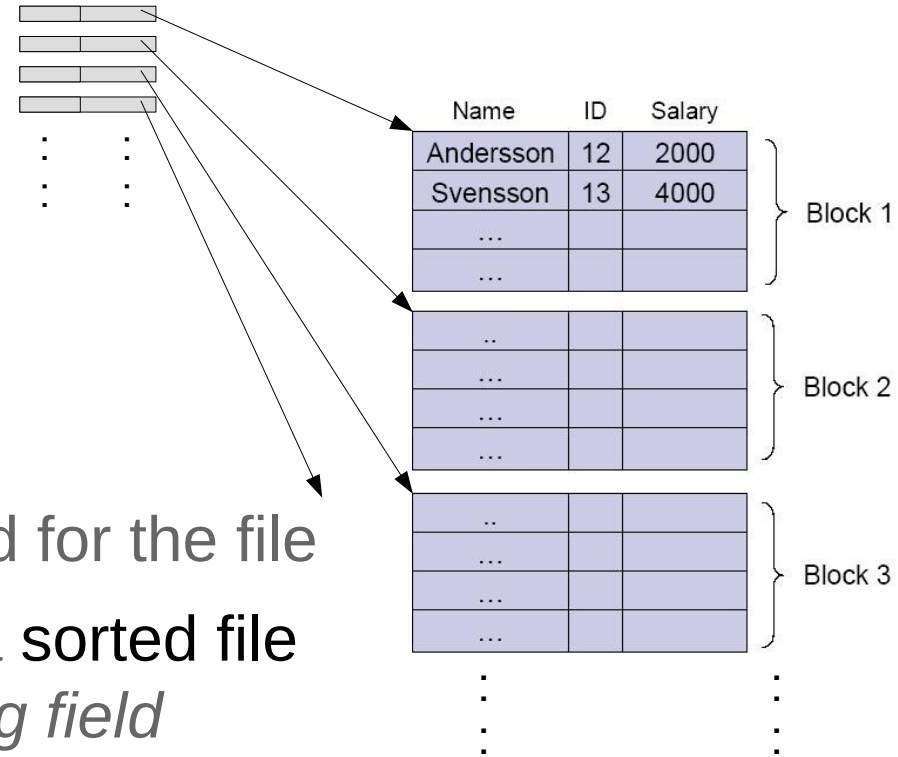 Name ID Salary
Andersson 12 2000
Svensson 13 4000
...
...
Block 1
..
...
...
...
Block 2
..
...
...
...
Block 3
for the file
sorted file
field